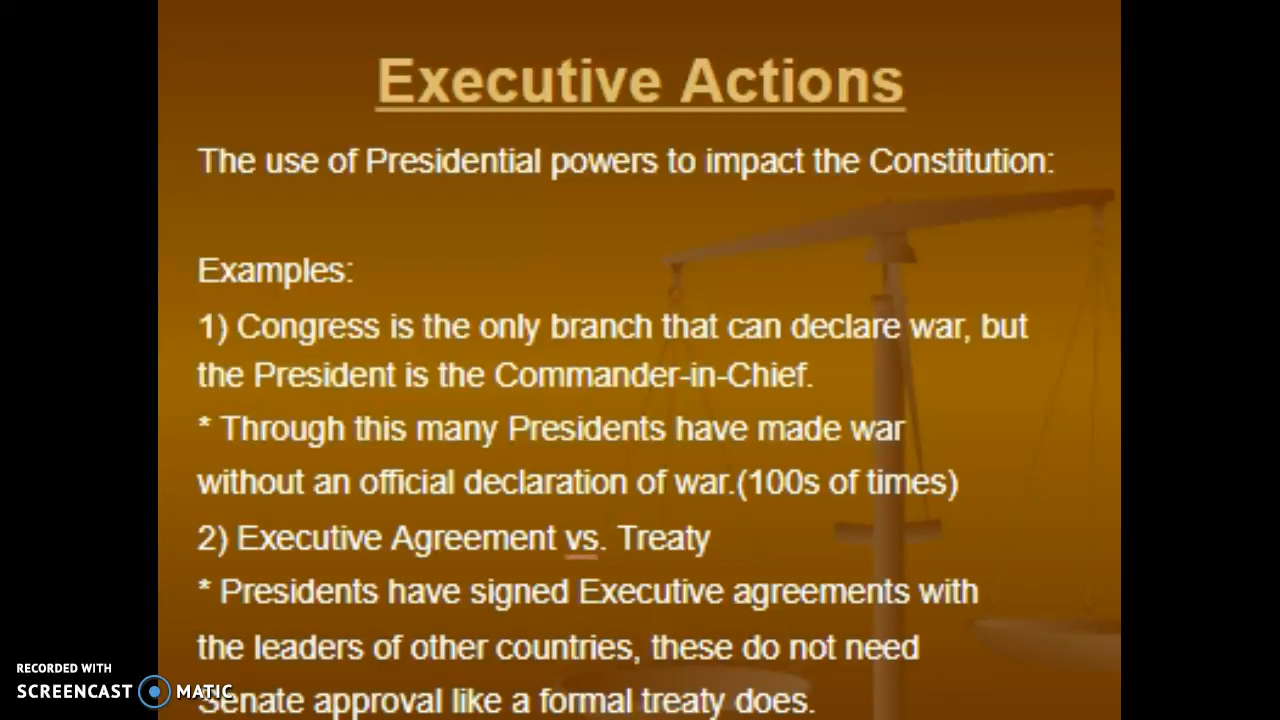 Executive Actions
The use of Presidential powers to impact the Constitution:
Examples:
1) Congress is the only branch that can declare war, but
the President is the Commander-in-Chief.
* Through this many Presidents have made war
without an official declaration of war.(100s of times)
2) Executive Agreement vs. Treaty
* Presidents have signed Executive agreements with
the leaders of other countries, these do not need
Senate approval like a formal treaty does.
RECORDED WITH
SCREENCAST MATIC